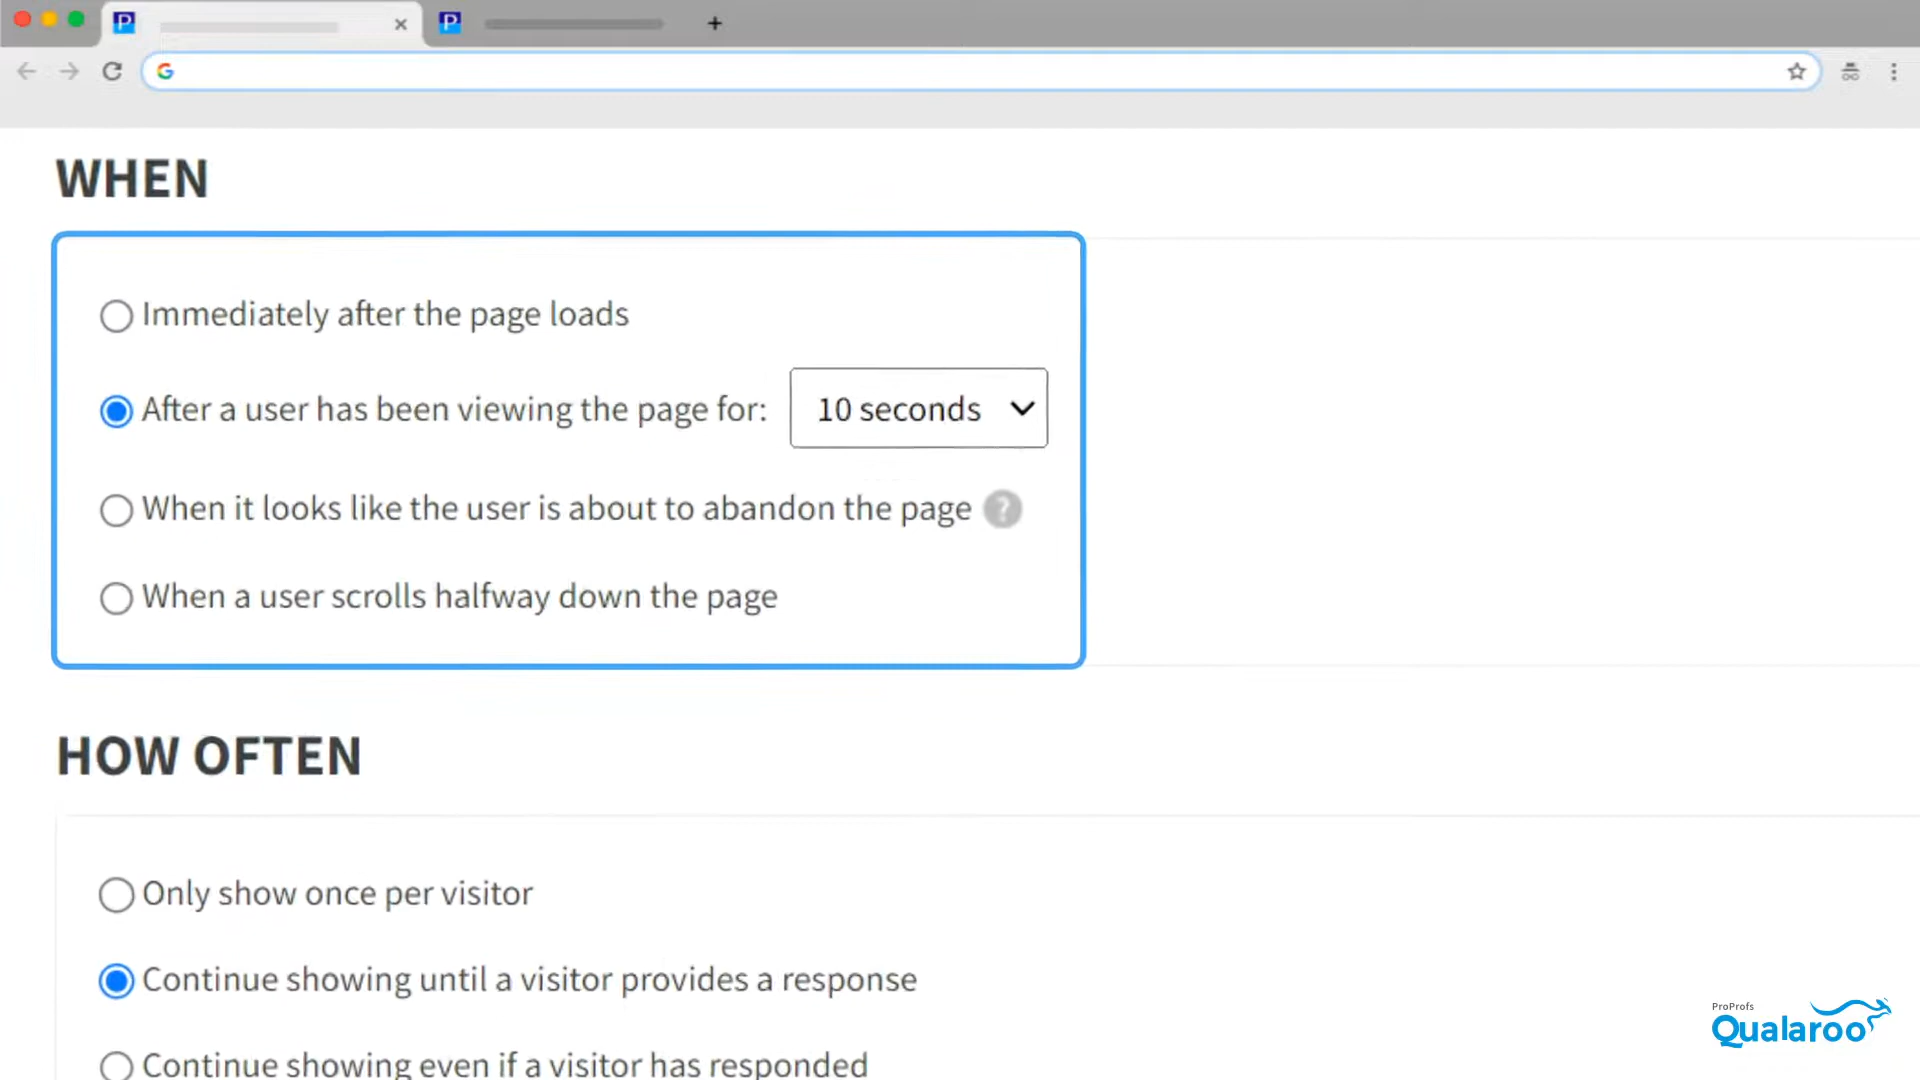 WHEN
Immediately after the page loads
After a user has been viewing the page for: 10 seconds
When it looks like the user is about to abandon the page ?
When a user scrolls halfway down the page
HOW OFTEN
Only show once per visitor
Continue showing until a visitor provides a response
Continue showing even if a visitor has responded
ProProfs
Qualaroo